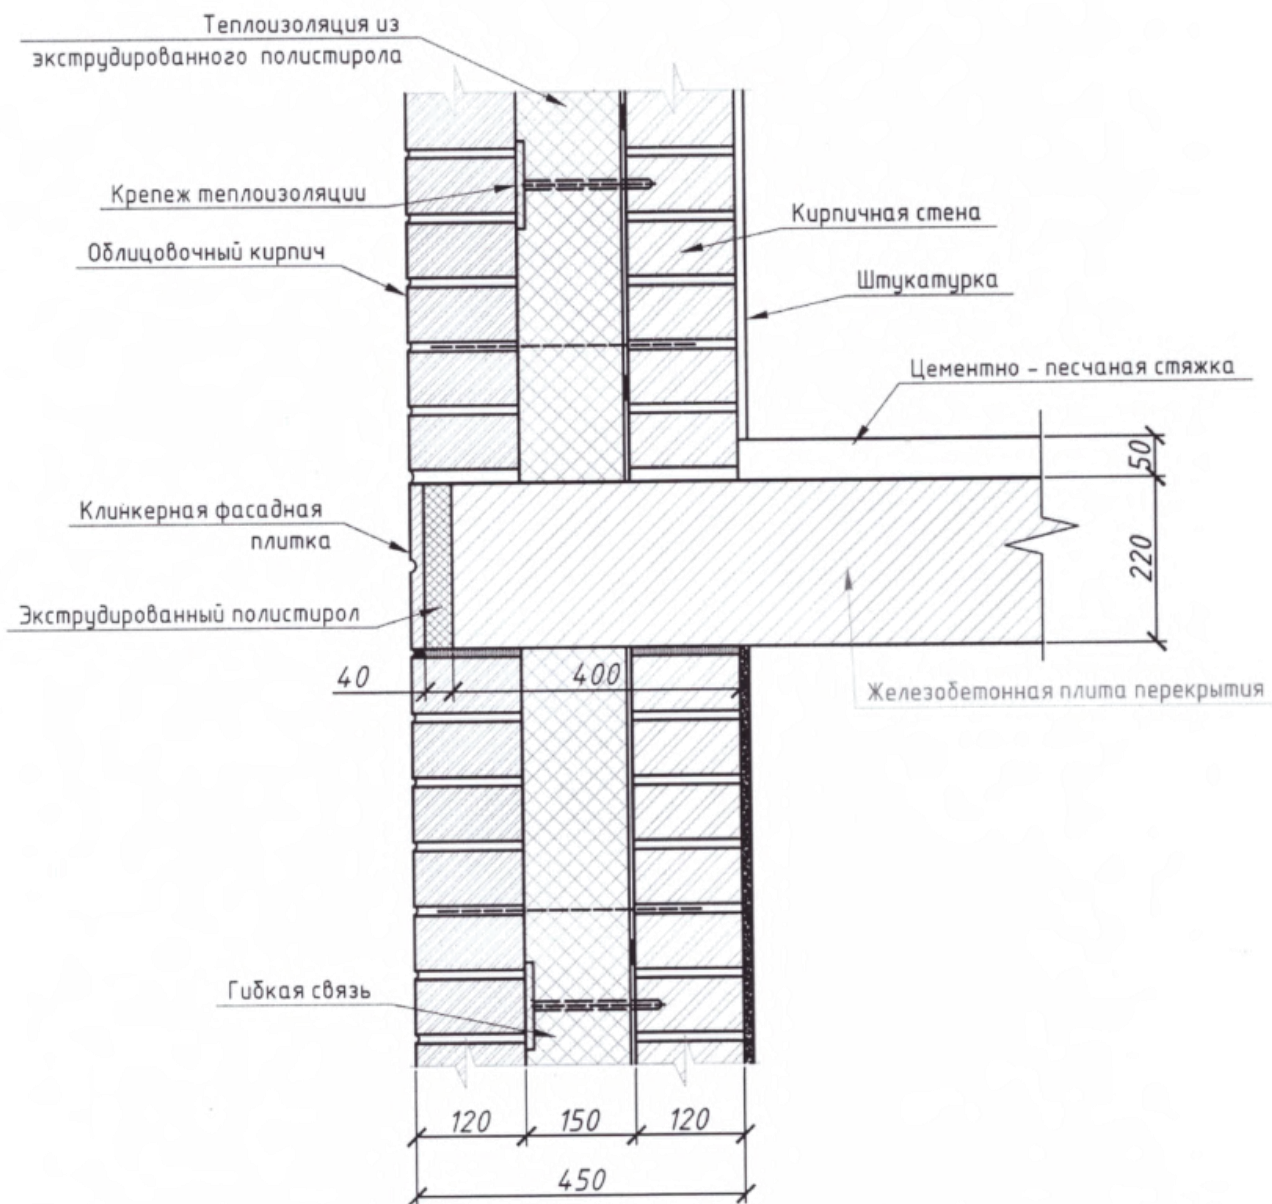 Теплоизоляция из
экструдированного полистирола
Крепеж теплоизоляции
Облицовочный кирпич
Кирпичная стена
Штукатурка
Цементно - песчаная стяжка
50
Клинкерная фасадная
плитка
220
Экструдированный полистирол
40
400
Железобетонная плита перекрытия
Гибкая связь
120
150
120
450